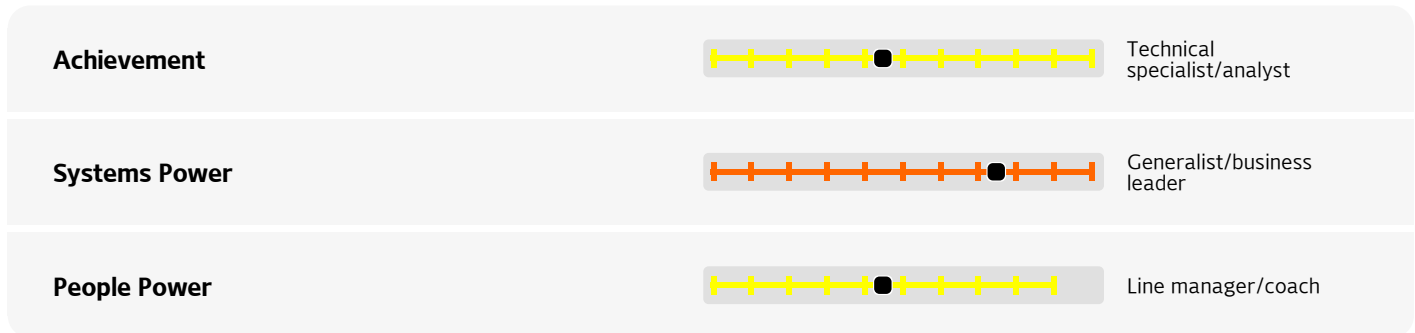 Achievement
Technical
specialist/analyst
Systems Power
Generalist/business
leader
People Power
Line manager/coach